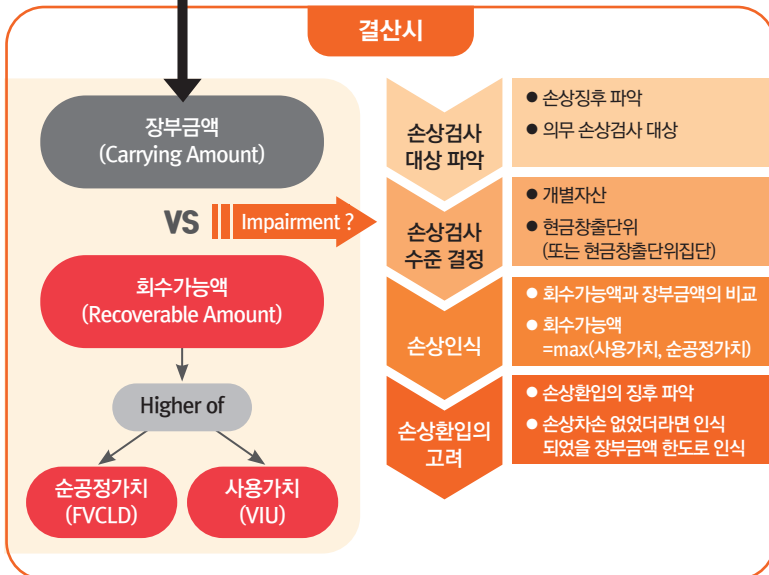 결산시
장부금액
(Carrying Amount)
VS
Impairment ?
회수가능액
(Recoverable Amount)
Higher of
순공정가치
(FVCLD)
사용가치
(VIU)
손상검사
대상 파악
● 손상징후 파악
● 의무 손상검사 대상
손상검사
수준 결정
● 개별자산
● 현금창출단위
(또는 현금창출단위집단)
손상인식
● 회수가능액과 장부금액의 비교
● 회수가능액
=max(사용가치, 순공정가치)
손상환입의
고려
● 손상환입의 징후 파악
● 손상차손 없었더라면 인식
되었을 장부금액 한도로 인식